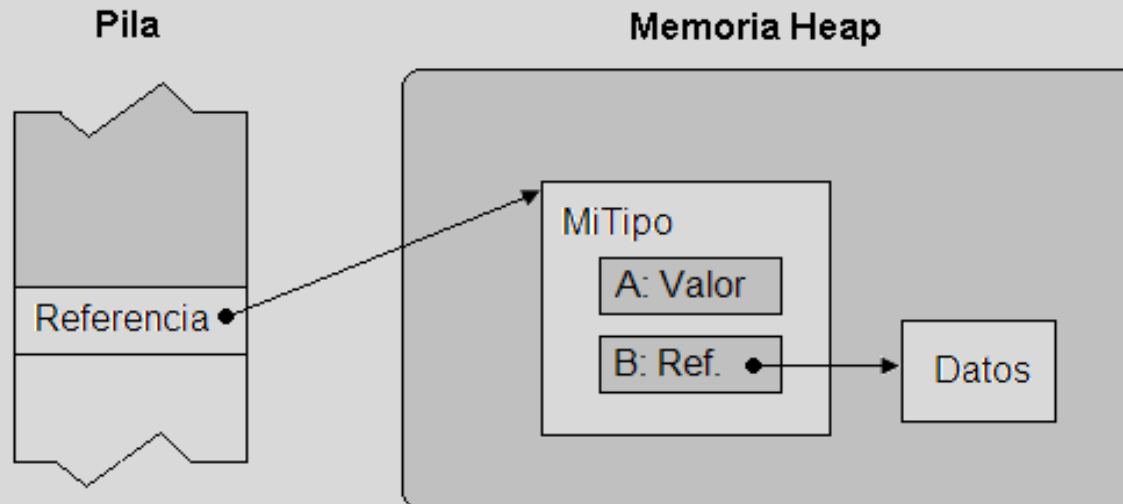 Pila
Memoria Heap
MiTipo
A: Valor
Referencia
B: Ref.
Datos